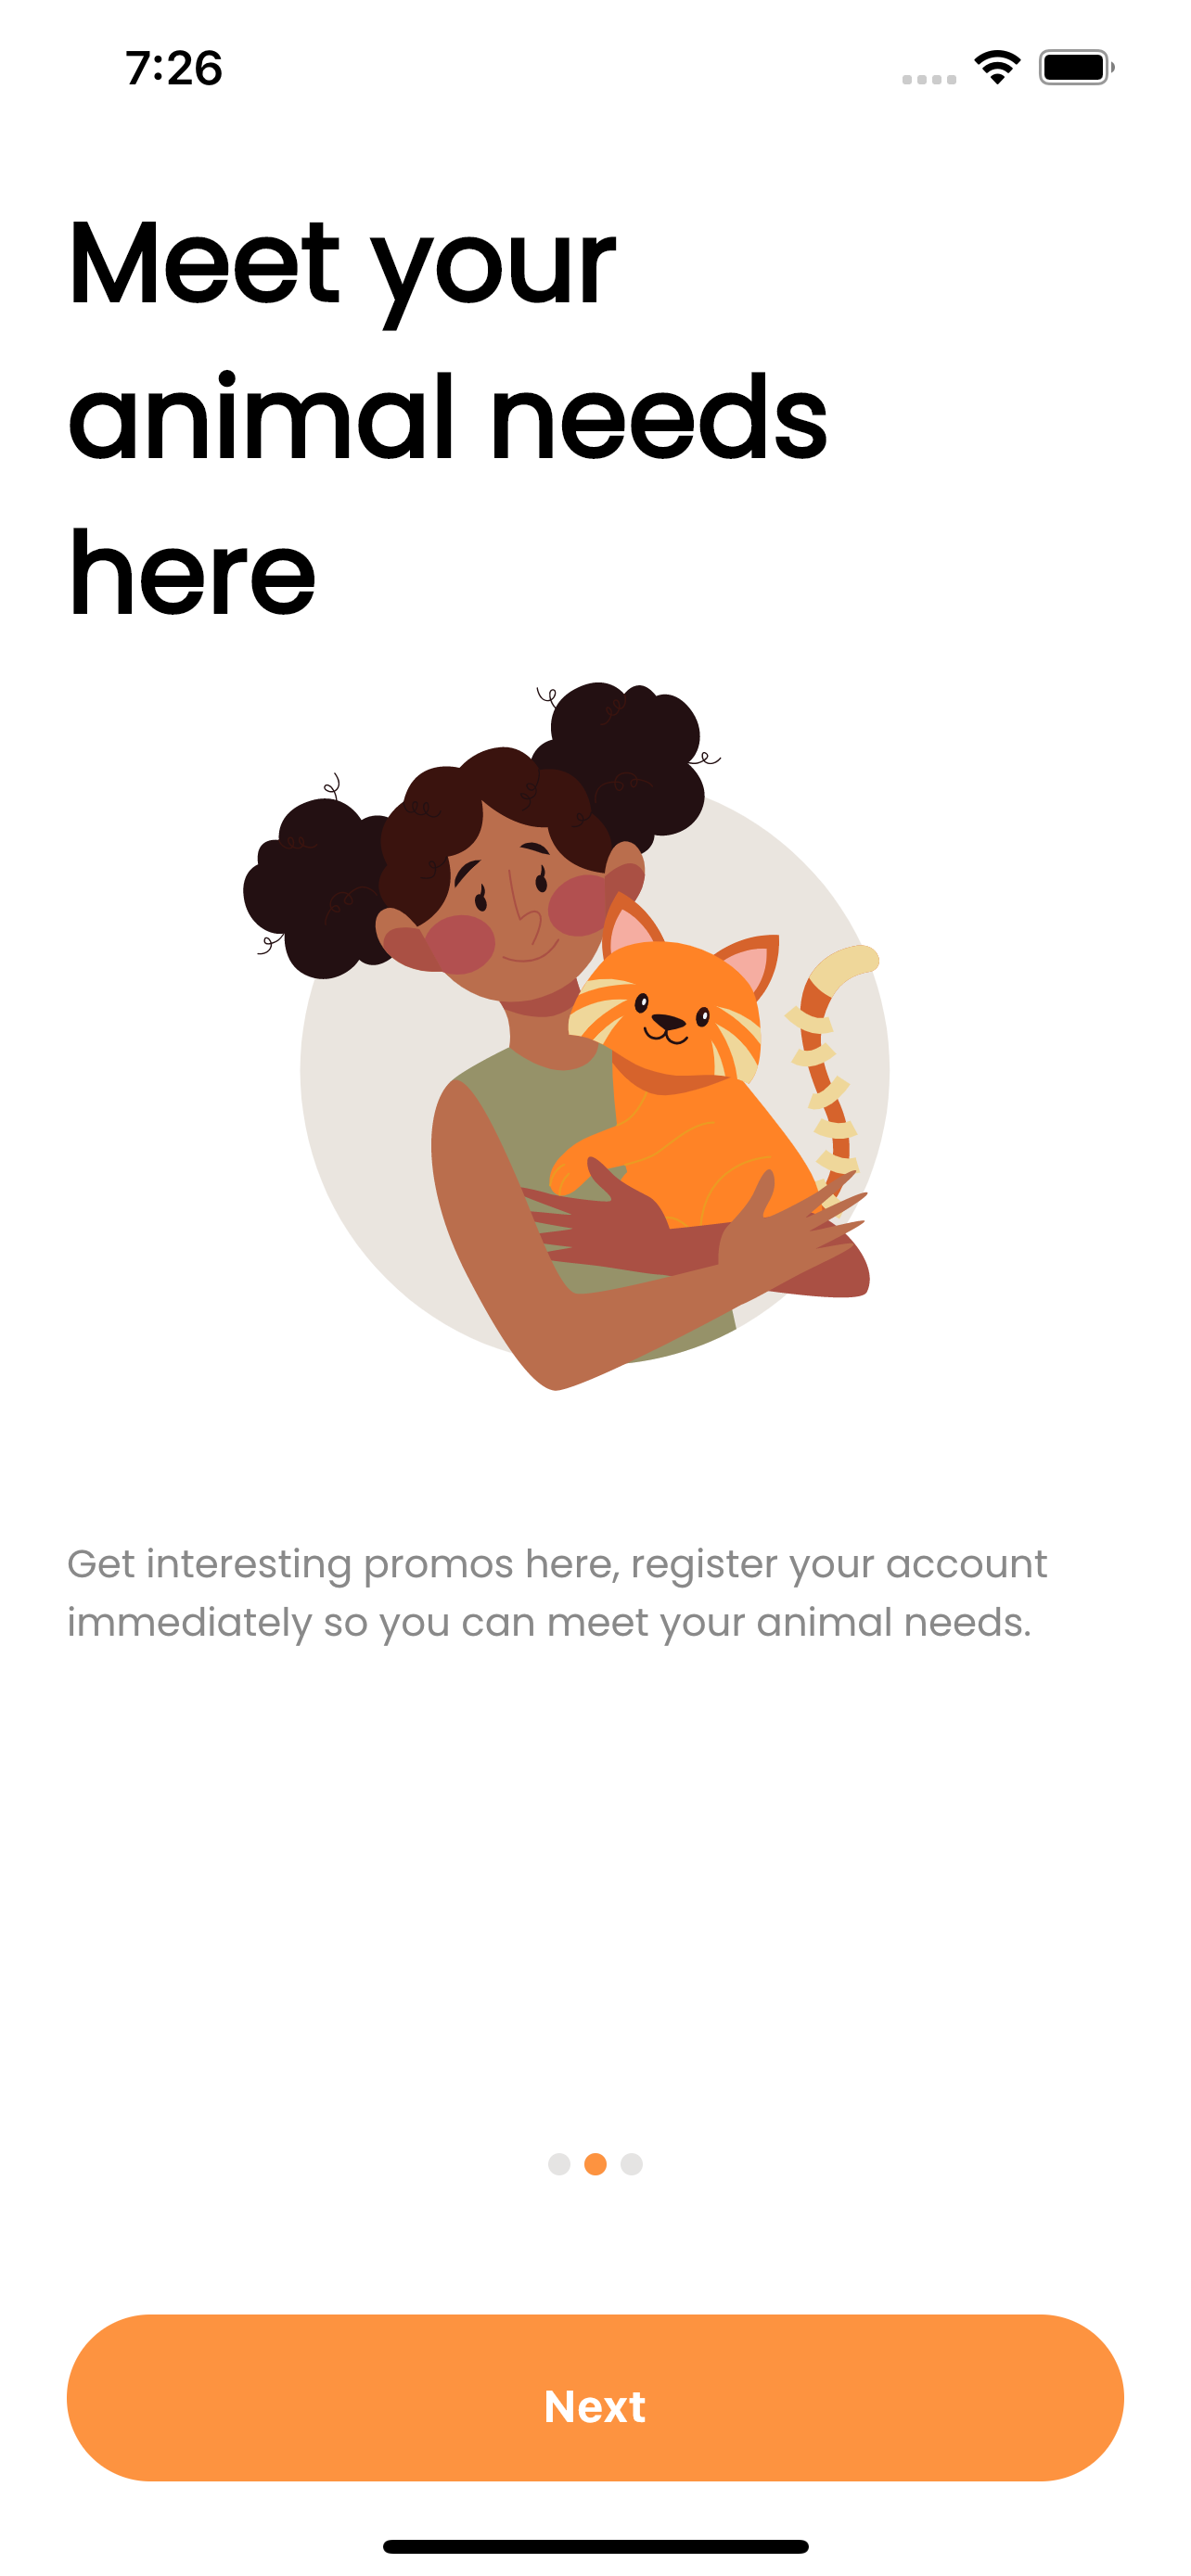 7:26
Meet your
animal needs
here
Get interesting promos here, register your account
immediately so you can meet your animal needs.
Next